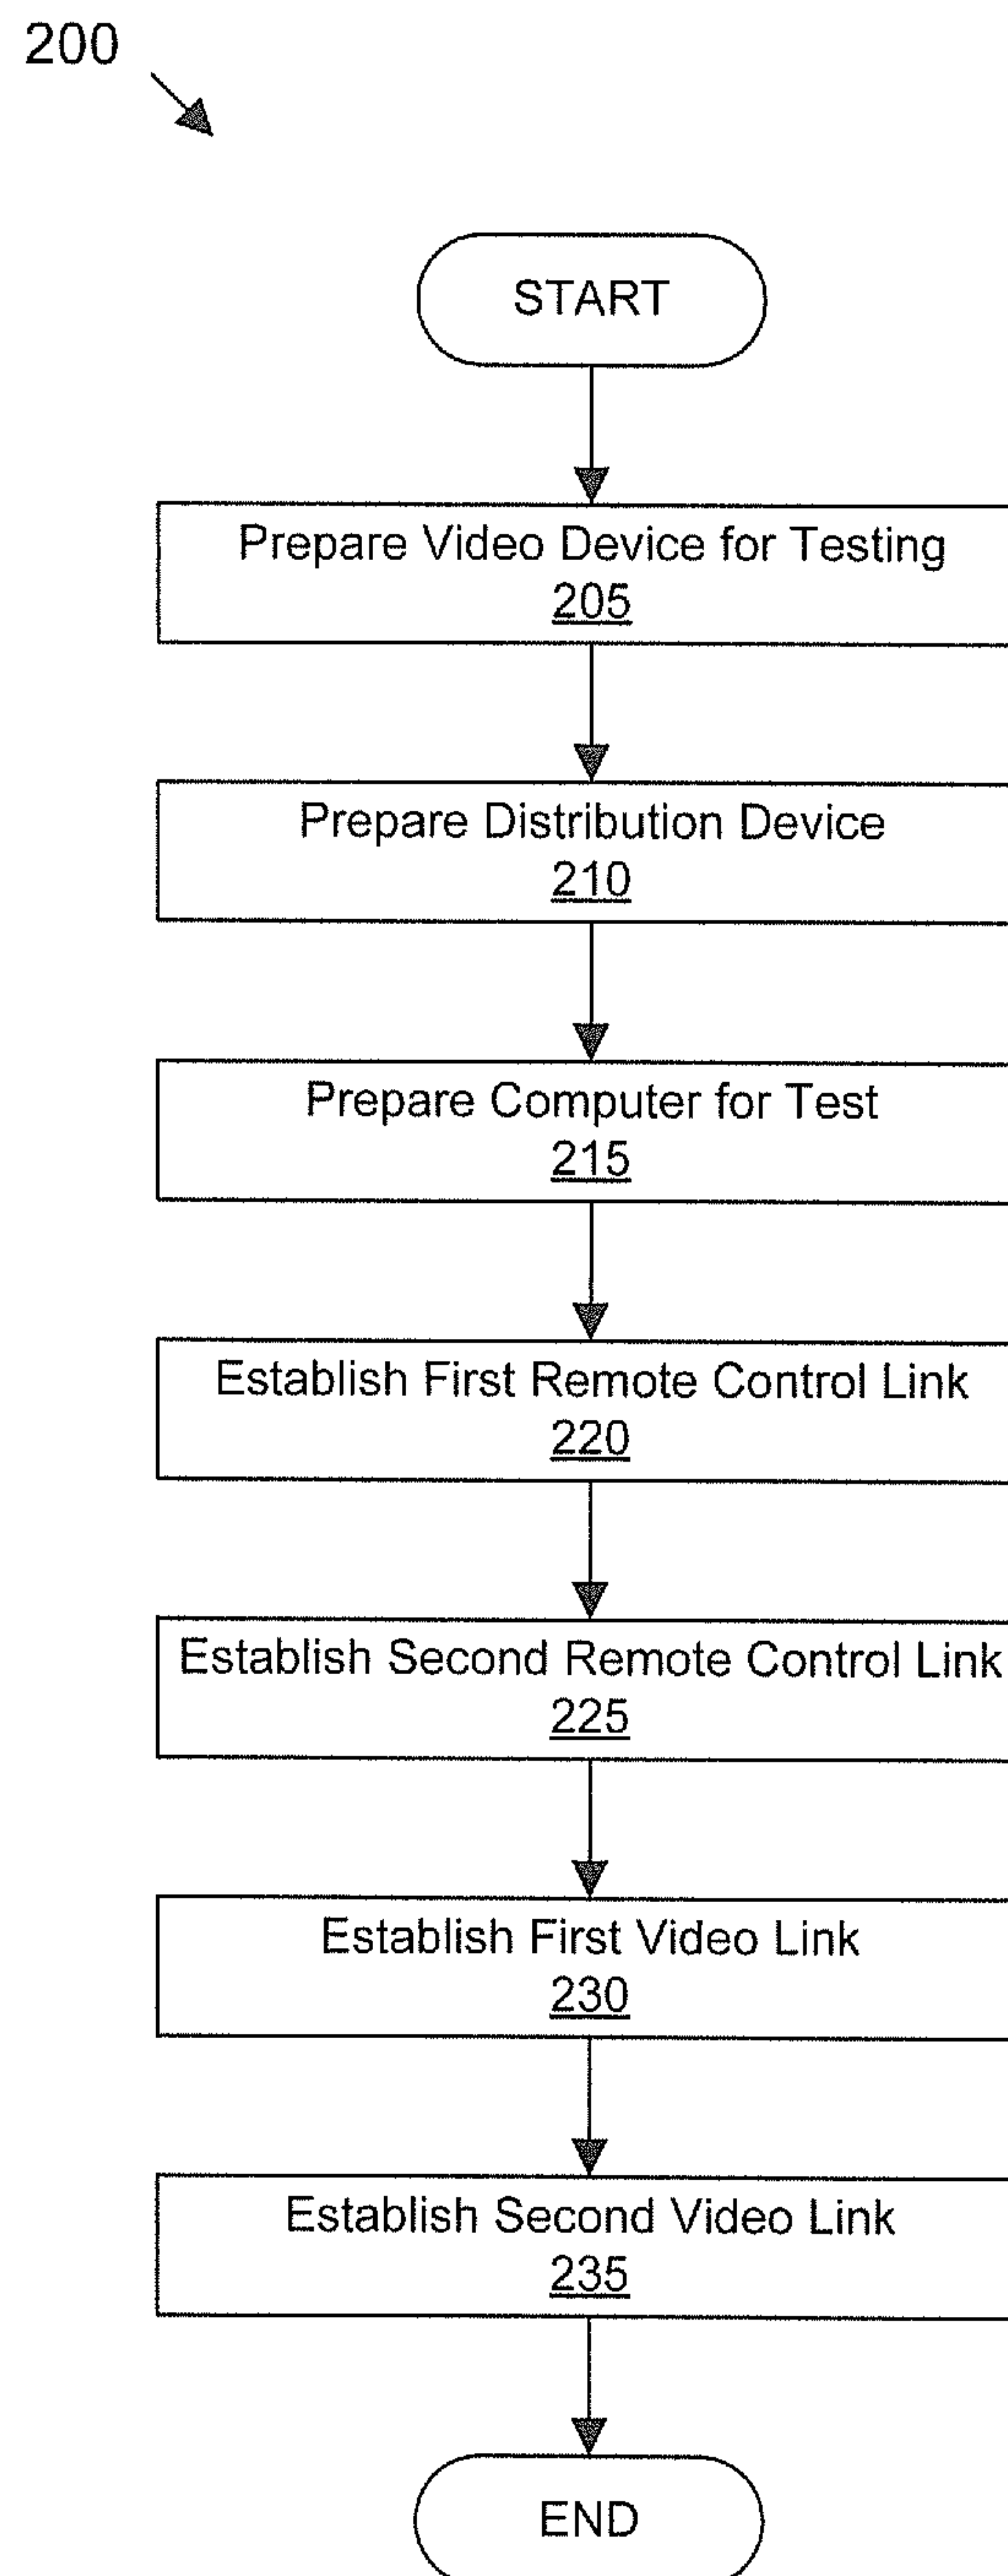 200
START
Prepare Video Device for Testing
205
Prepare Distribution Device
210
Prepare Computer for Test
215
Establish First Remote Control Link
220
Establish Second Remote Control Link
225
Establish First Video Link
230
Establish Second Video Link
235
END